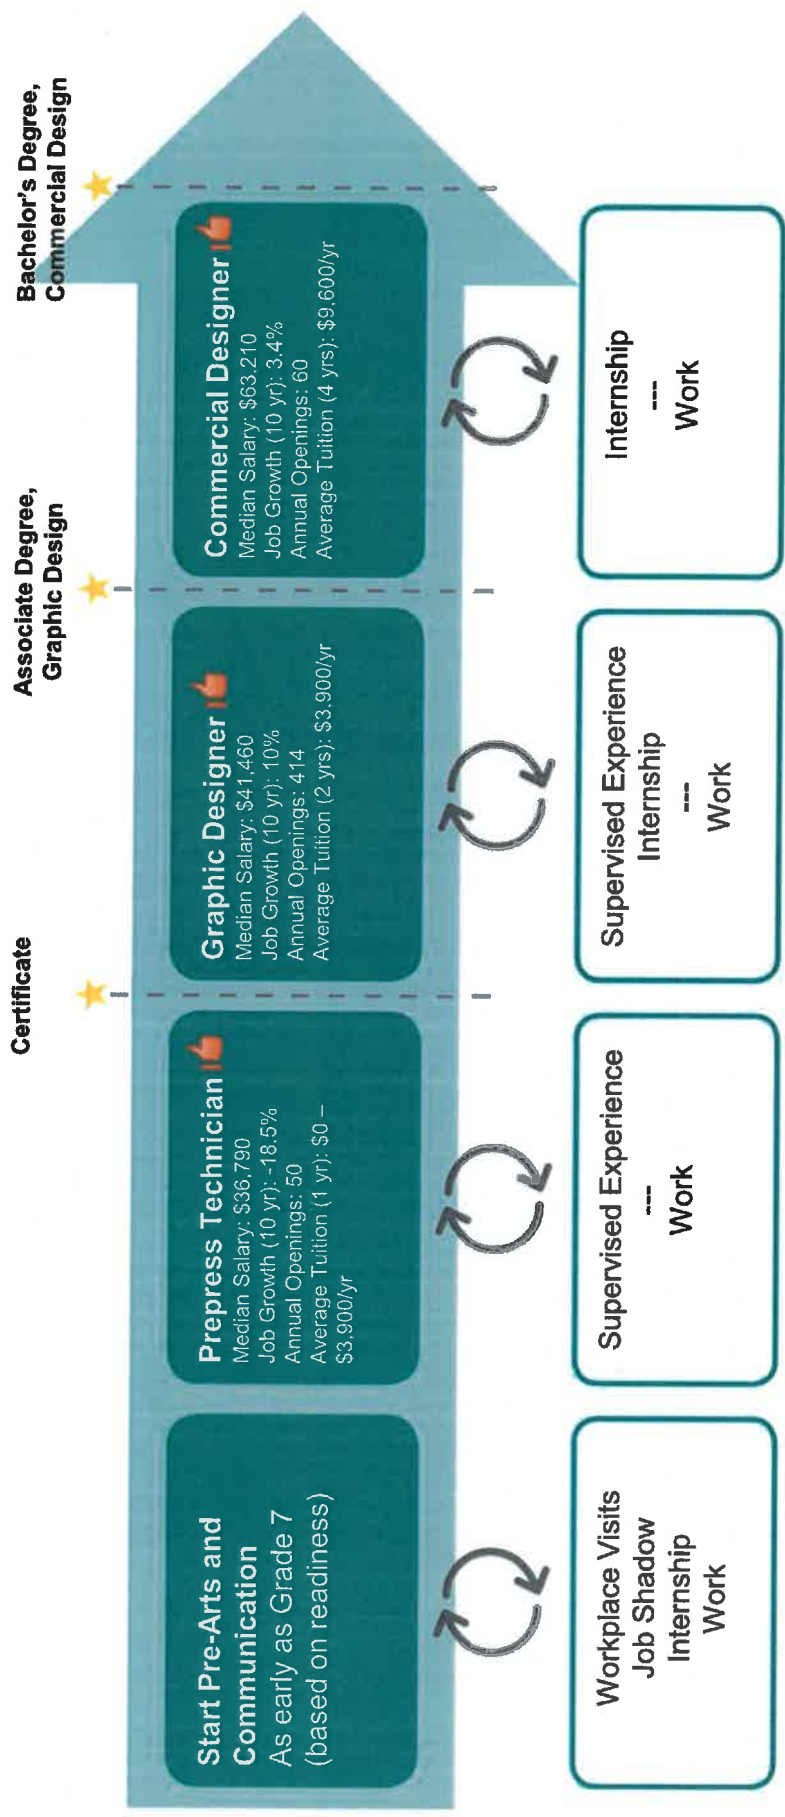 Certificate
Associate Degree,
Graphic Design
Bachelor's Degree,
Commercial Design
Start Pre-Arts and
Communication
As early as Grade 7
(based on readiness)
Prepress Technician
Median Salary: $36,790
Job Growth (10 yr): -18.5%
Annual Openings: 50
Average Tuition (1 yr): $0 –
$3,900/yr
Graphic Designer
Median Salary: $41,460
Job Growth (10 yr): 10%
Annual Openings: 414
Average Tuition (2 yrs): $3,900/yr
Commercial Designer
Median Salary: $63,210
Job Growth (10 yr): 3.4%
Annual Openings: 60
Average Tuition (4 yrs): $9,600/yr
Workplace Visits
Job Shadow
Internship
Work
Supervised Experience
---
Work
Supervised Experience
Internship
---
Work
Internship
---
Work